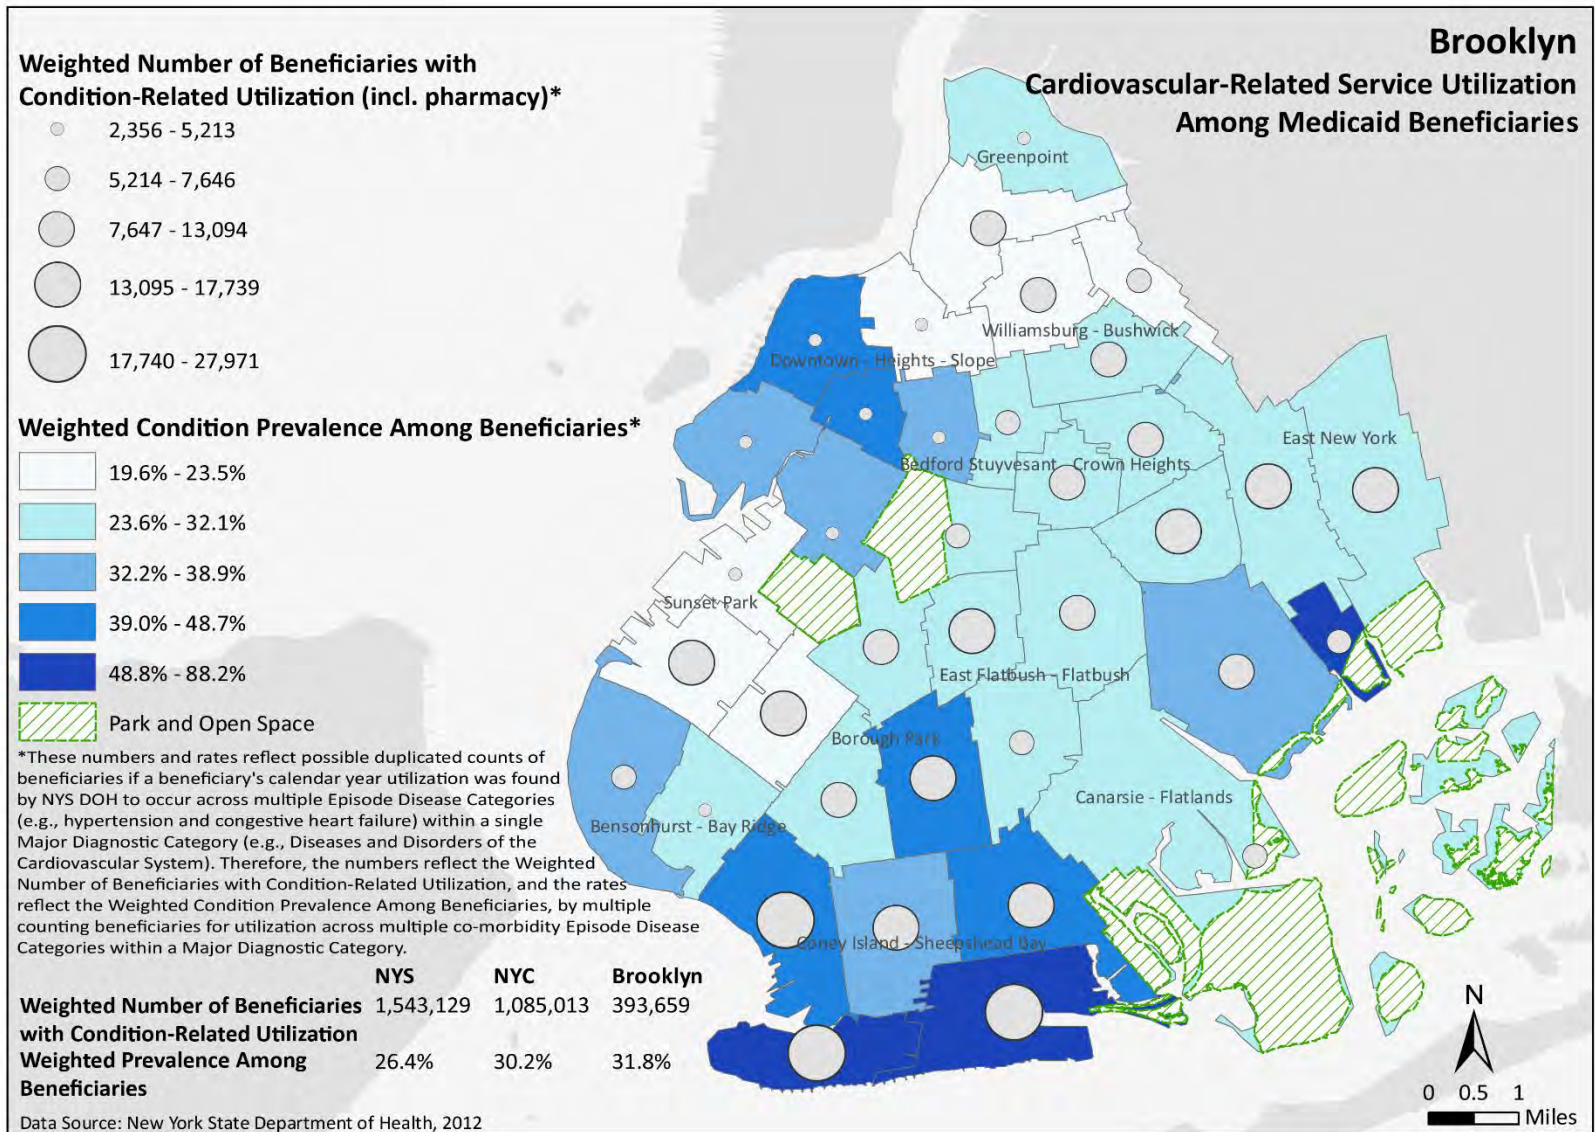 Brooklyn
Cardiovascular-Related Service Utilization
Among Medicaid Beneficiaries
Weighted Number of Beneficiaries with
Condition-Related Utilization (incl. pharmacy)*
2,356 - 5,213
5,214 - 7,646
7,647 - 13,094
13,095 - 17,739
17,740 - 27,971
Weighted Condition Prevalence Among Beneficiaries*
19.6% - 23.5%
23.6% - 32.1%
32.2% - 38.9%
39.0% - 48.7%
48.8% - 88.2%
Park and Open Space
*These numbers and rates reflect possible duplicated counts of
beneficiaries if a beneficiary's calendar year utilization was found
by NYS DOH to occur across multiple Episode Disease Categories
(e.g., hypertension and congestive heart failure) within a single
Major Diagnostic Category (e.g., Diseases and Disorders of the
Cardiovascular System). Therefore, the numbers reflect the Weighted
Number of Beneficiaries with Condition-Related Utilization, and the rates
reflect the Weighted Condition Prevalence Among Beneficiaries, by multiple
counting beneficiaries for utilization across multiple co-morbidity Episode Disease
Categories within a Major Diagnostic Category.
NYS NYC Brooklyn
Weighted Number of Beneficiaries 1,543,129 1,085,013 393,659
with Condition-Related Utilization
Weighted Prevalence Among 26.4% 30.2% 31.8%
Beneficiaries
Data Source: New York State Department of Health, 2012
Greenpoint
Williamsburg - Bushwick
Downtown - Heights - Slope
East New York
Bedford Stuyvesant - Crown Heights
Sunset Park
East Flatbush - Flatbush
Borough Park
Canarsie - Flatlands
Bensonhurst - Bay Ridge
Coney Island - Sheepshead Bay
N
0 0.5 1
Miles